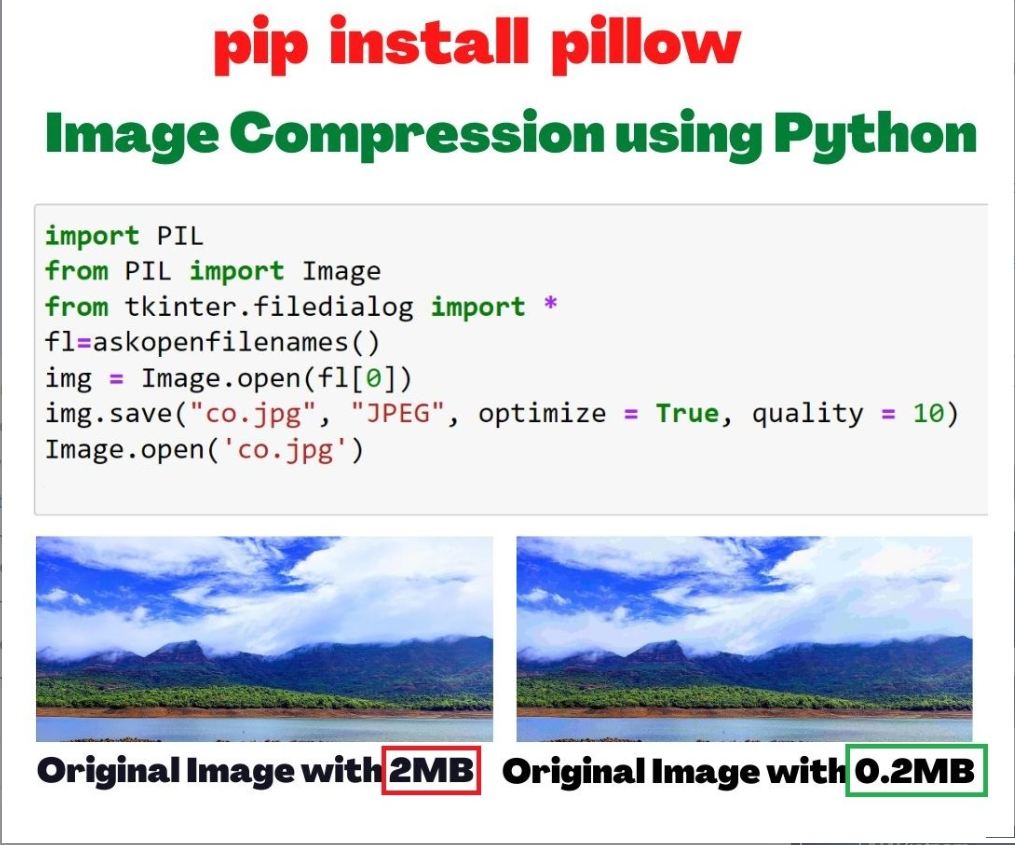 pip install pillow
Image Compression using Python
import PIL
from PIL import Image
from tkinter.filedialog import *
fl=askopenfilenames()
img = Image.open(fl[0])
img.save("co.jpg", "JPEG", optimize = True, quality = 10)
Image.open('co.jpg')
Original Image with 2MB
Original Image with 0.2MB